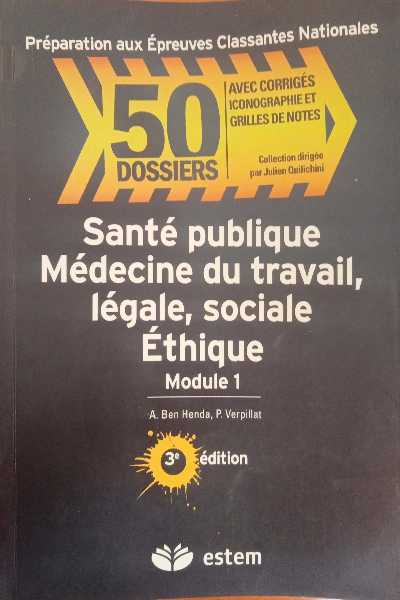 Préparation aux Épreuves Classantes Nationales
50
DOSSIERS
AVEC CORRIGÉS
ICONOGRAPHIE ET
GRILLES DE NOTES
Collection dirigée
par Julien Quilichini
Santé publique
Médecine du travail,
légale, sociale
Éthique
Module 1
A. Ben Henda, P. Verpillat
3e édition
estem